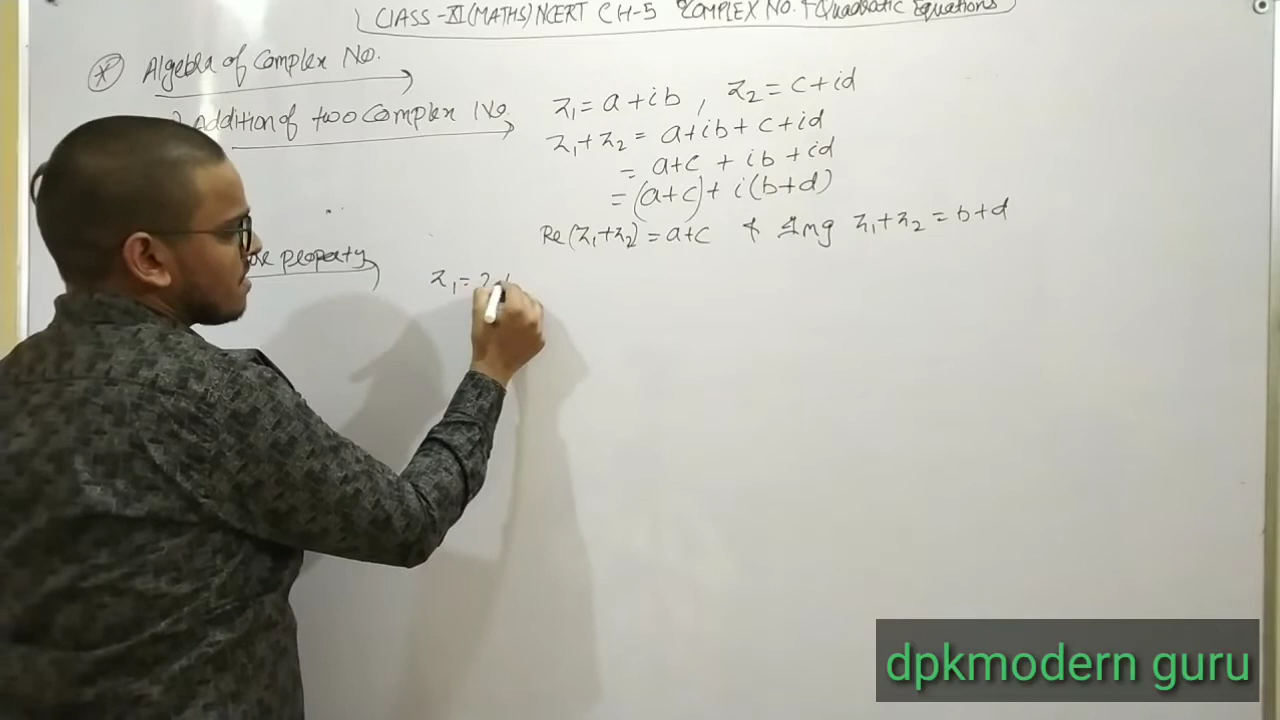 CLASS-XI (MATHS) NCERT CH-5 COMPLEX NO. & Quadratic Equations
* Algebra of Complex No.
Addition of two Complex No.
z₁ = a+ib, z₂ = c+id
z₁+z₂ = a+ib+c+id
= a+c + ib + id
= (a+c) + i(b+d)
Re(z₁+z₂) = a+c & Img z₁+z₂ = b+d
property
z₁ = 2+
dpkmodern guru